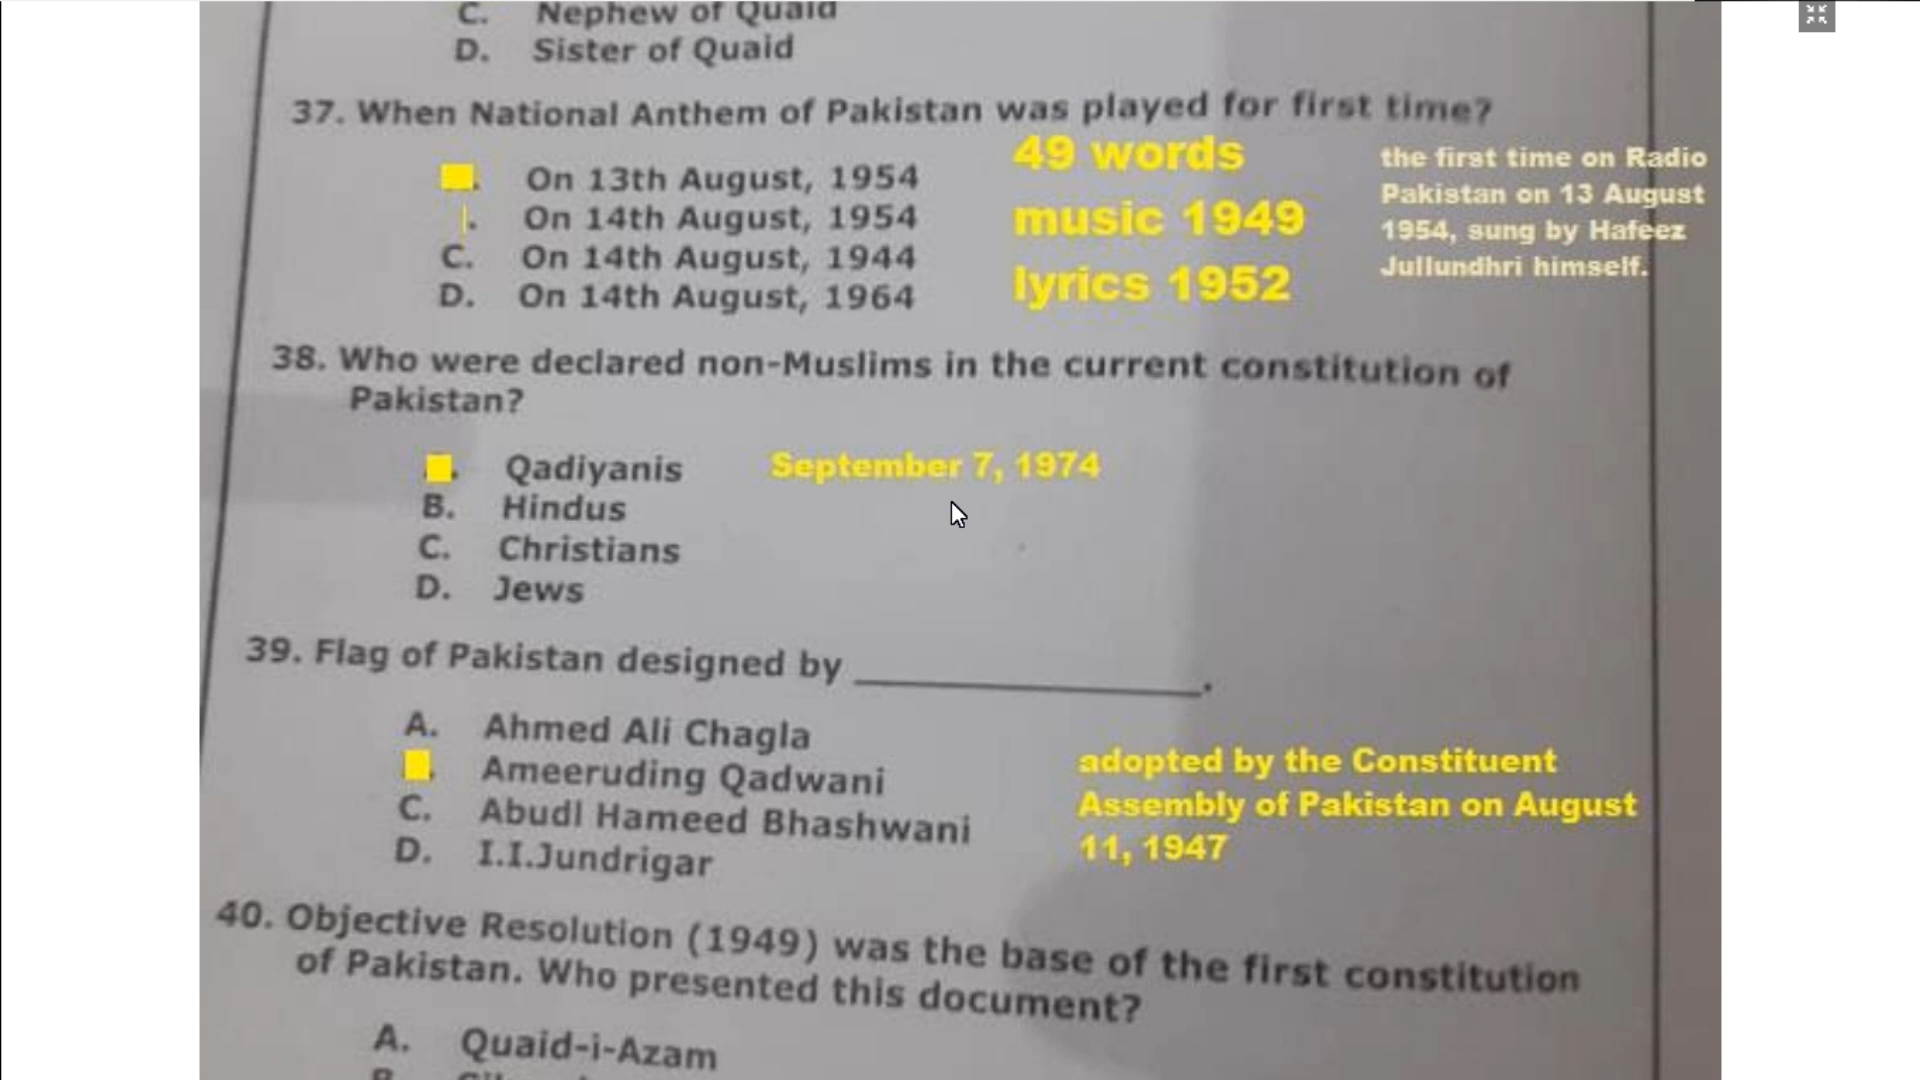 C. Nephew of Quaid
D. Sister of Quaid
37. When National Anthem of Pakistan was played for first time?
On 13th August, 1954
On 14th August, 1954
C. On 14th August, 1944
D. On 14th August, 1964
49 words
music 1949
lyrics 1952
the first time on Radio
Pakistan on 13 August
1954, sung by Hafeez
Jullundhri himself.
38. Who were declared non-Muslims in the current constitution of
Pakistan?
Qadiyanis
September 7, 1974
B. Hindus
C. Christians
D. Jews
39. Flag of Pakistan designed by ____________.
A. Ahmed Ali Chagla
Ameeruding Qadwani
C. Abudl Hameed Bhashwani
D. I.I.Jundrigar
adopted by the Constituent
Assembly of Pakistan on August
11, 1947
40. Objective Resolution (1949) was the base of the first constitution
of Pakistan. Who presented this document?
A. Quaid-i-Azam
B.